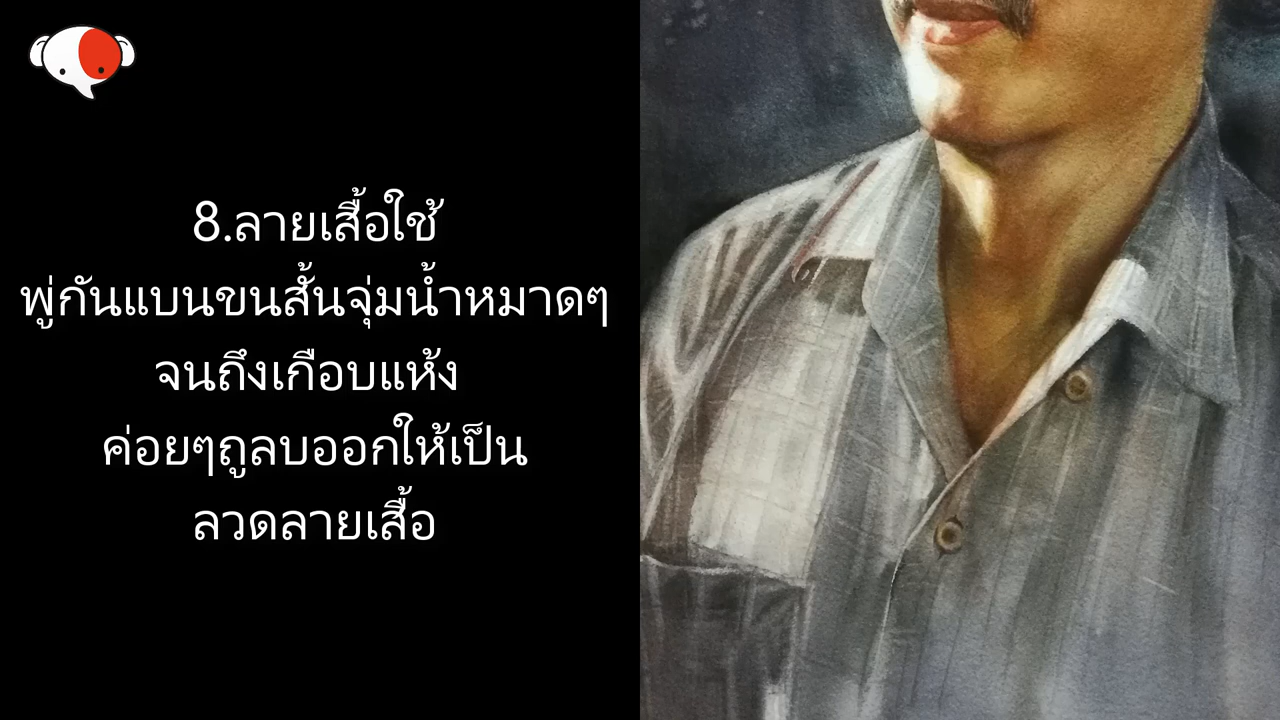 8.ลายเสื้อใช้
พู่กันแบนขนสั้นจุ่มน้ำหมาดๆ
จนถึงเกือบแห้ง
ค่อยๆถูลบออกให้เป็น
ลวดลายเสื้อ